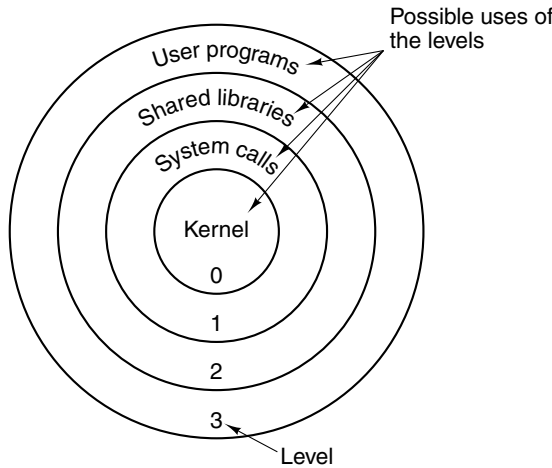 Possible uses of
the levels
User programs
Shared libraries
System calls
Kernel
0
1
2
3
Level